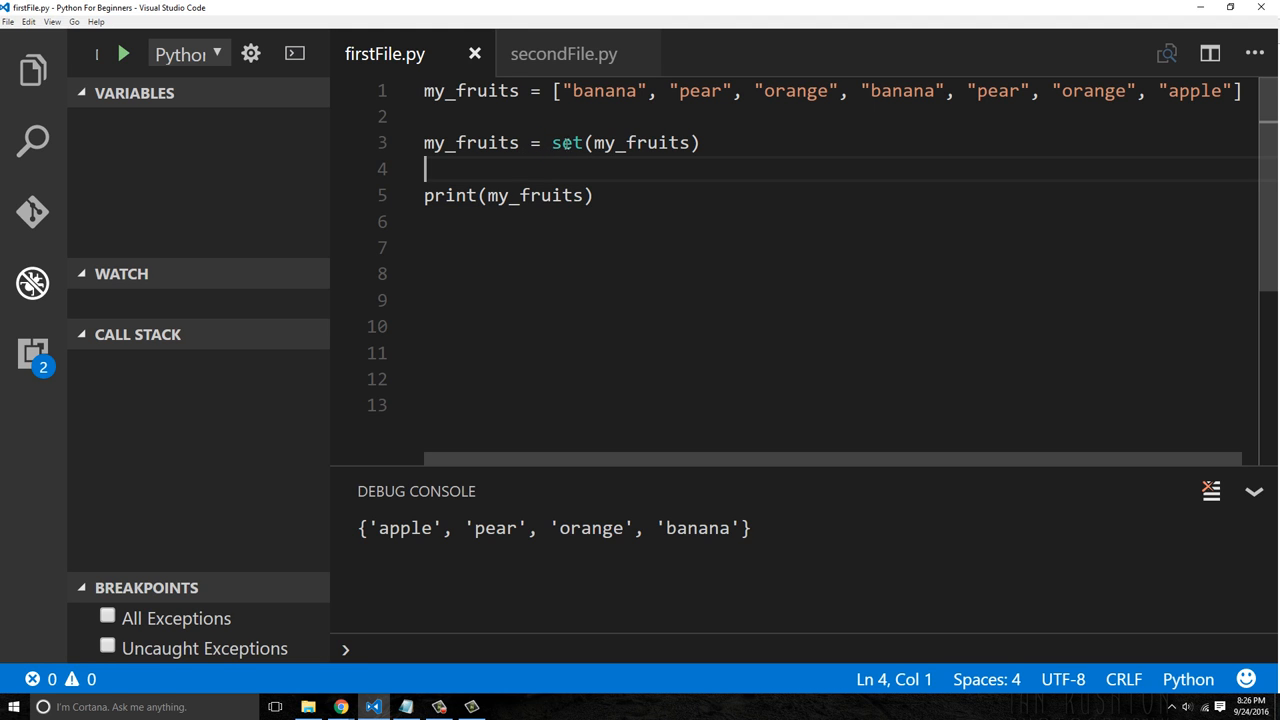 firstFile.py - Python For Beginners - Visual Studio Code
File Edit View Go Help
Pythor
firstFile.py
secondFile.py
VARIABLES
WATCH
CALL STACK
BREAKPOINTS
All Exceptions
Uncaught Exceptions
2
1 my_fruits = ["banana", "pear", "orange", "banana", "pear", "orange", "apple"]
2
3 my_fruits = set(my_fruits)
4
5 print(my_fruits)
6
7
8
9
10
11
12
13
DEBUG CONSOLE
{'apple', 'pear', 'orange', 'banana'}
0 0
Ln 4, Col 1 Spaces: 4 UTF-8 CRLF Python
I'm Cortana. Ask me anything.
8:26 PM
9/24/2016